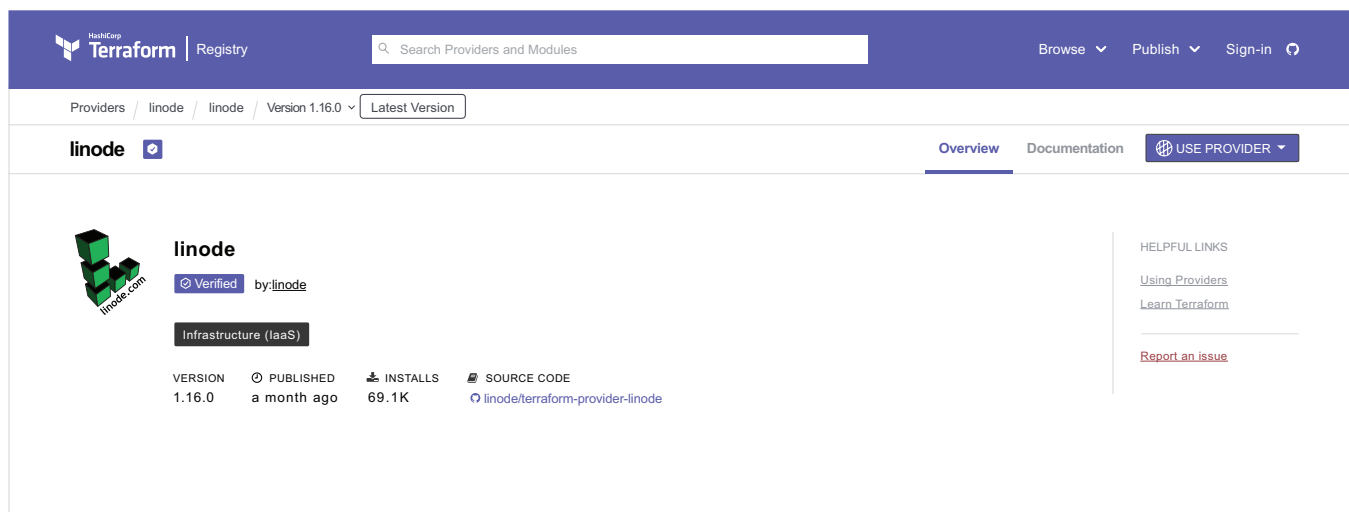 HashiCorp
Terraform Registry Search Providers and Modules Browse Publish Sign-in
Providers / linode / linode / Version 1.16.0 Latest Version
linode Overview Documentation USE PROVIDER
linode
Verified by:linode
linode.com
Infrastructure (IaaS)
VERSION PUBLISHED INSTALLS SOURCE CODE
1.16.0 a month ago 69.1K linode/terraform-provider-linode
HELPFUL LINKS
Using Providers
Learn Terraform
Report an issue